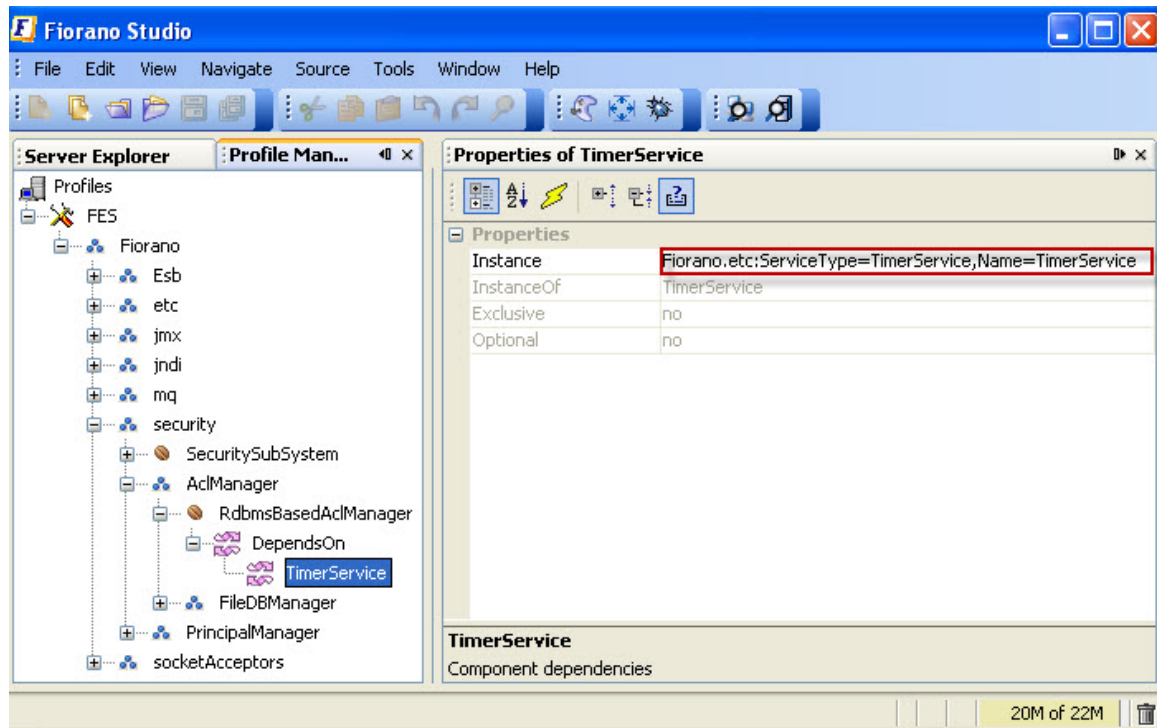 Fiorano Studio
File Edit View Navigate Source Tools Window Help
Server Explorer Profile Man...
Profiles
FES
Fiorano
Esb
etc
jmx
jndi
mq
security
SecuritySubSystem
AclManager
RdbmsBasedAclManager
DependsOn
TimerService
FileDBManager
PrincipalManager
socketAcceptors
Properties of TimerService
Properties
Instance Fiorano.etc:ServiceType=TimerService,Name=TimerService
InstanceOf TimerService
Exclusive no
Optional no
TimerService
Component dependencies
20M of 22M